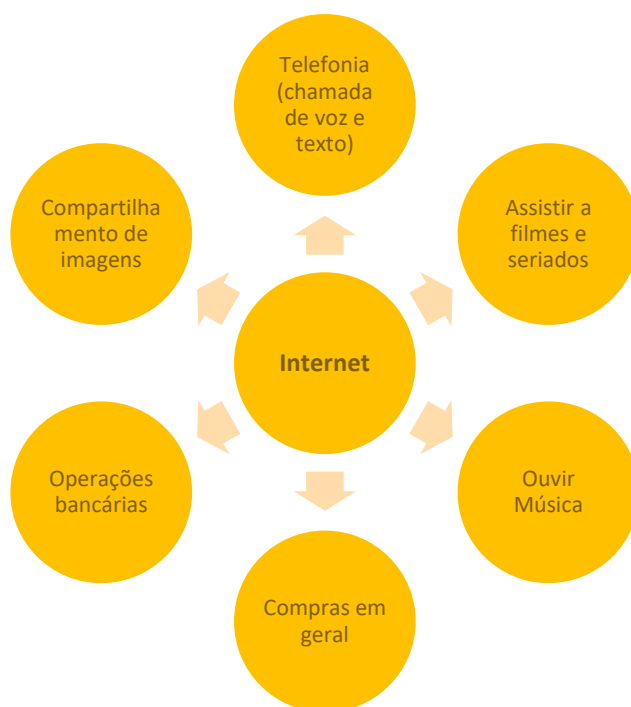 Telefonia
(chamada
de voz e
texto)
Compartilha
mento de
imagens
Assistir a
filmes e
seriados
Internet
Operações
bancárias
Ouvir
Música
Compras em
geral